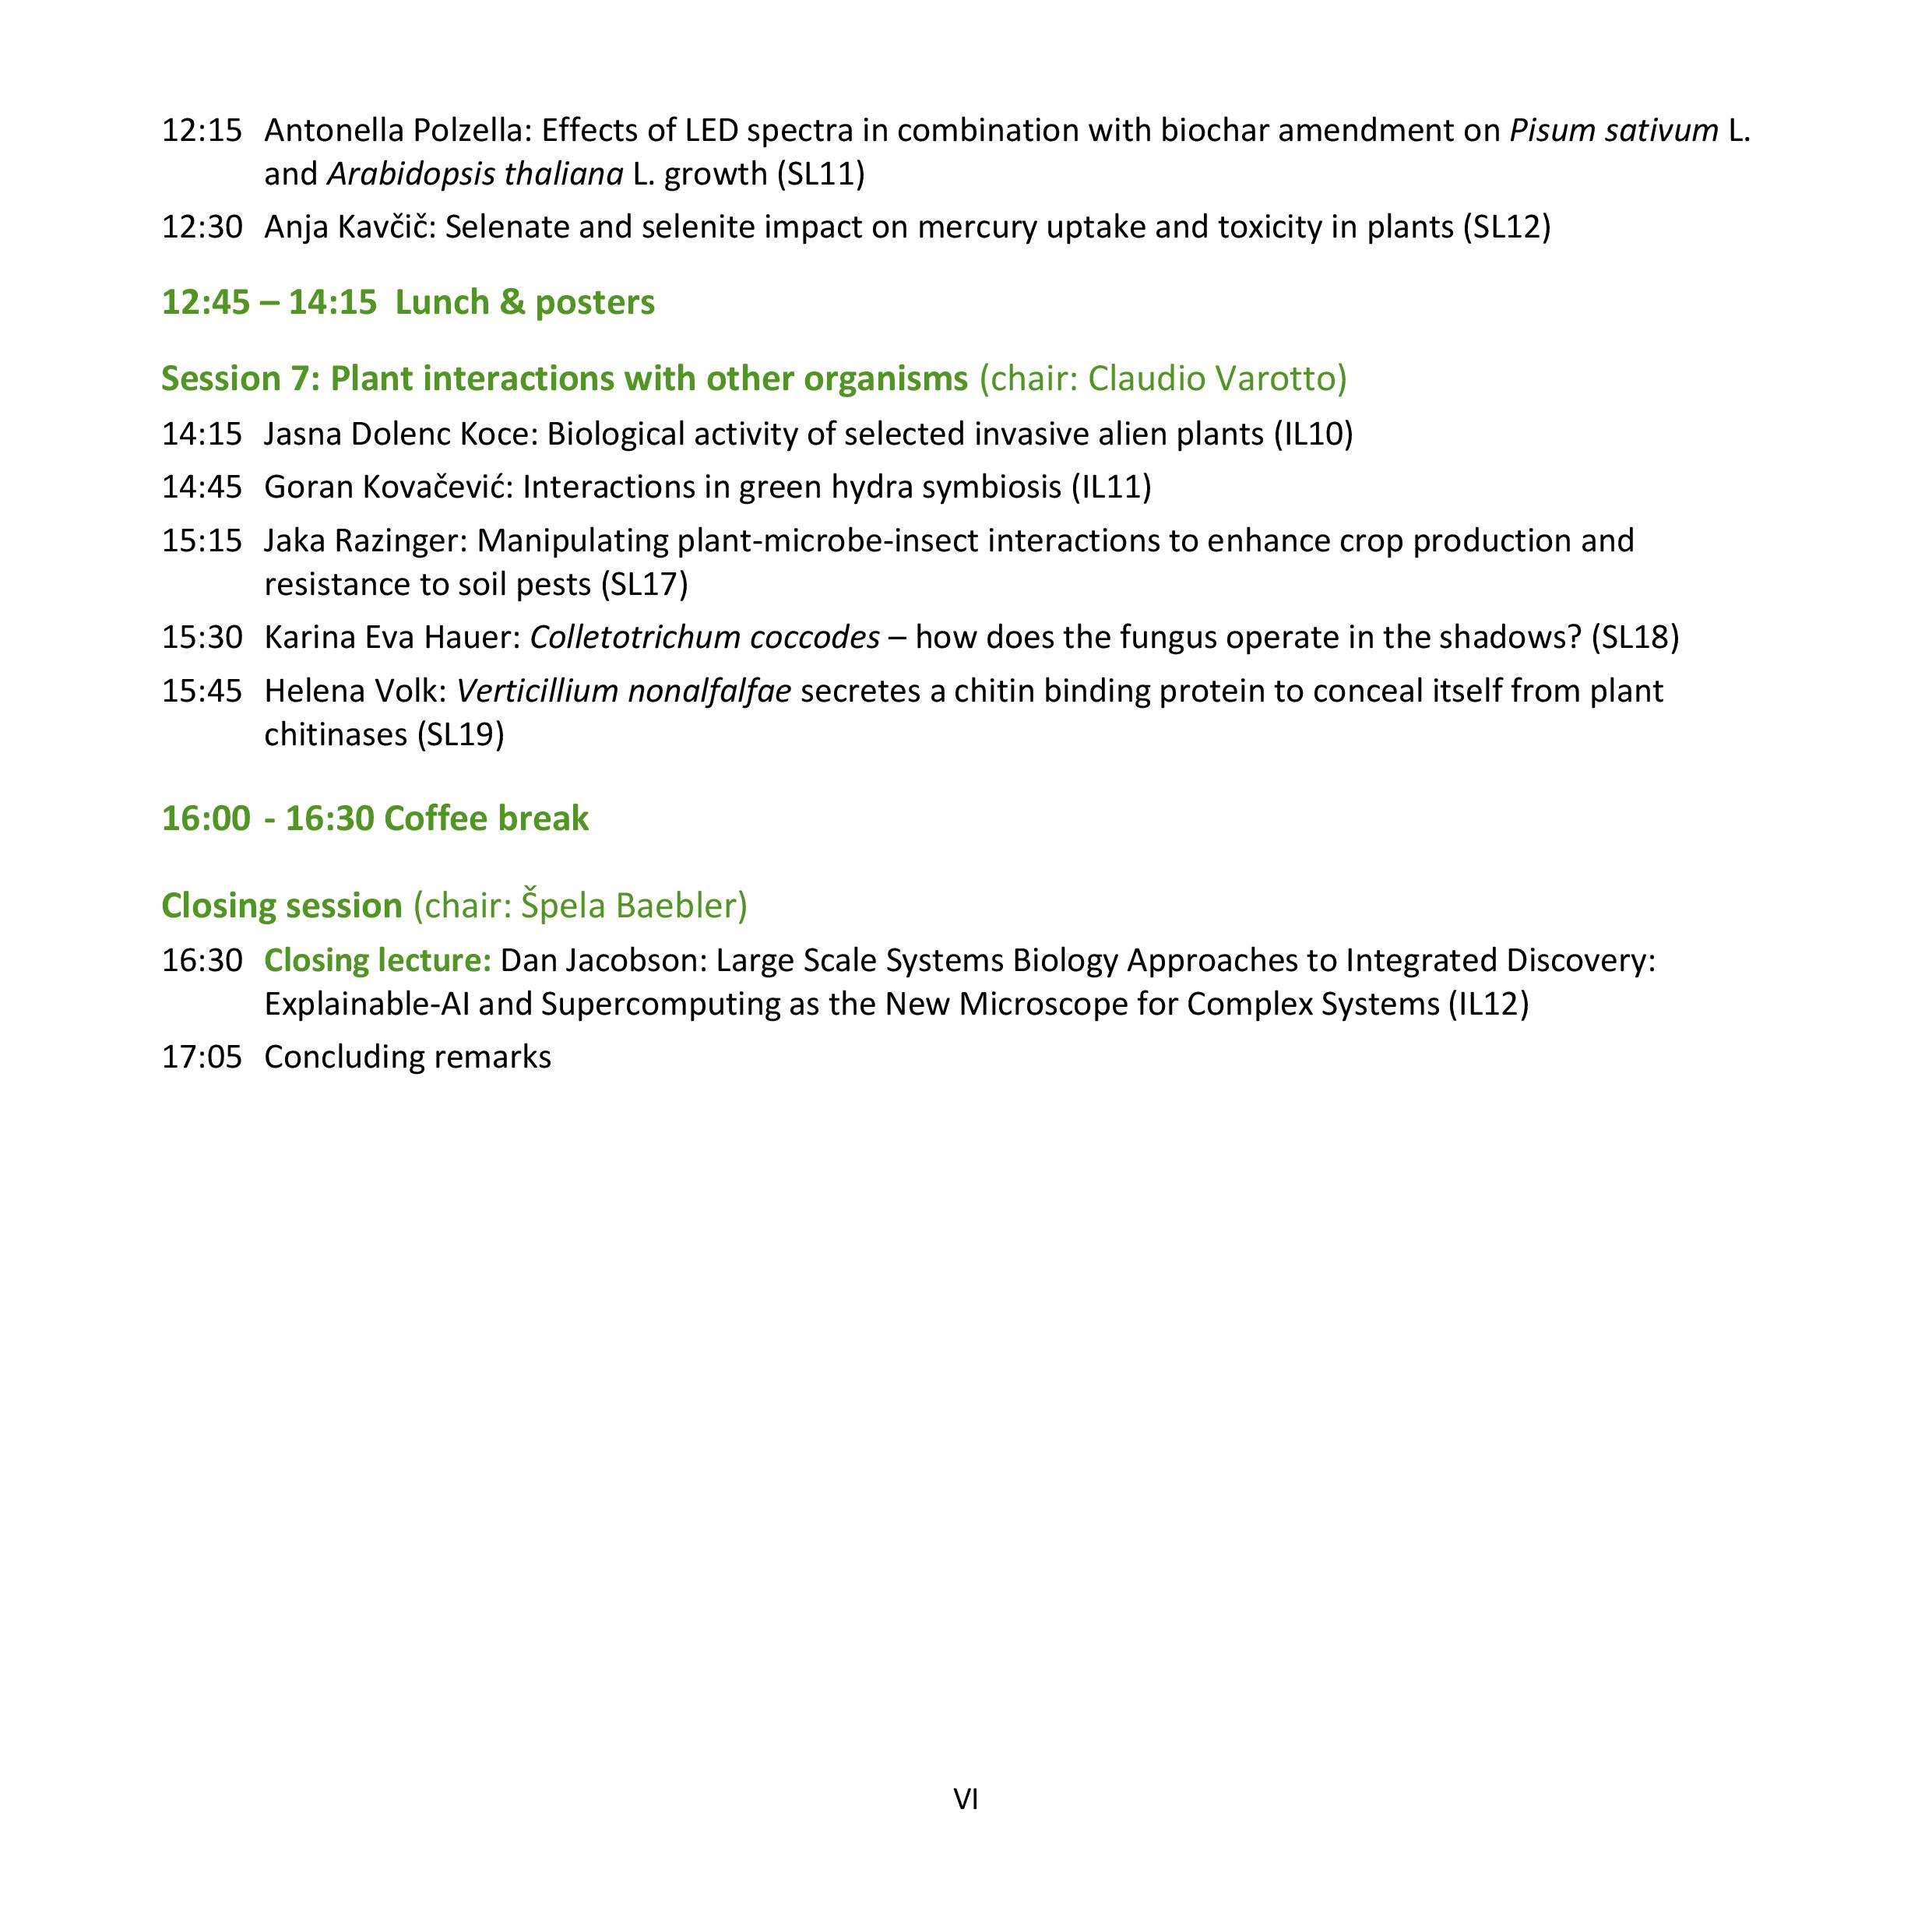 12:15 Antonella Polzella: Effects of LED spectra in combination with biochar amendment on Pisum sativum L.
and Arabidopsis thaliana L. growth (SL11)
12:30 Anja Kavčič: Selenate and selenite impact on mercury uptake and toxicity in plants (SL12)
12:45 – 14:15 Lunch & posters
Session 7: Plant interactions with other organisms (chair: Claudio Varotto)
14:15 Jasna Dolenc Koce: Biological activity of selected invasive alien plants (IL10)
14:45 Goran Kovačević: Interactions in green hydra symbiosis (IL11)
15:15 Jaka Razinger: Manipulating plant-microbe-insect interactions to enhance crop production and
resistance to soil pests (SL17)
15:30 Karina Eva Hauer: Colletotrichum coccodes – how does the fungus operate in the shadows? (SL18)
15:45 Helena Volk: Verticillium nonalfalfae secretes a chitin binding protein to conceal itself from plant
chitinases (SL19)
16:00 - 16:30 Coffee break
Closing session (chair: Špela Baebler)
16:30 Closing lecture: Dan Jacobson: Large Scale Systems Biology Approaches to Integrated Discovery:
Explainable-AI and Supercomputing as the New Microscope for Complex Systems (IL12)
17:05 Concluding remarks
VI